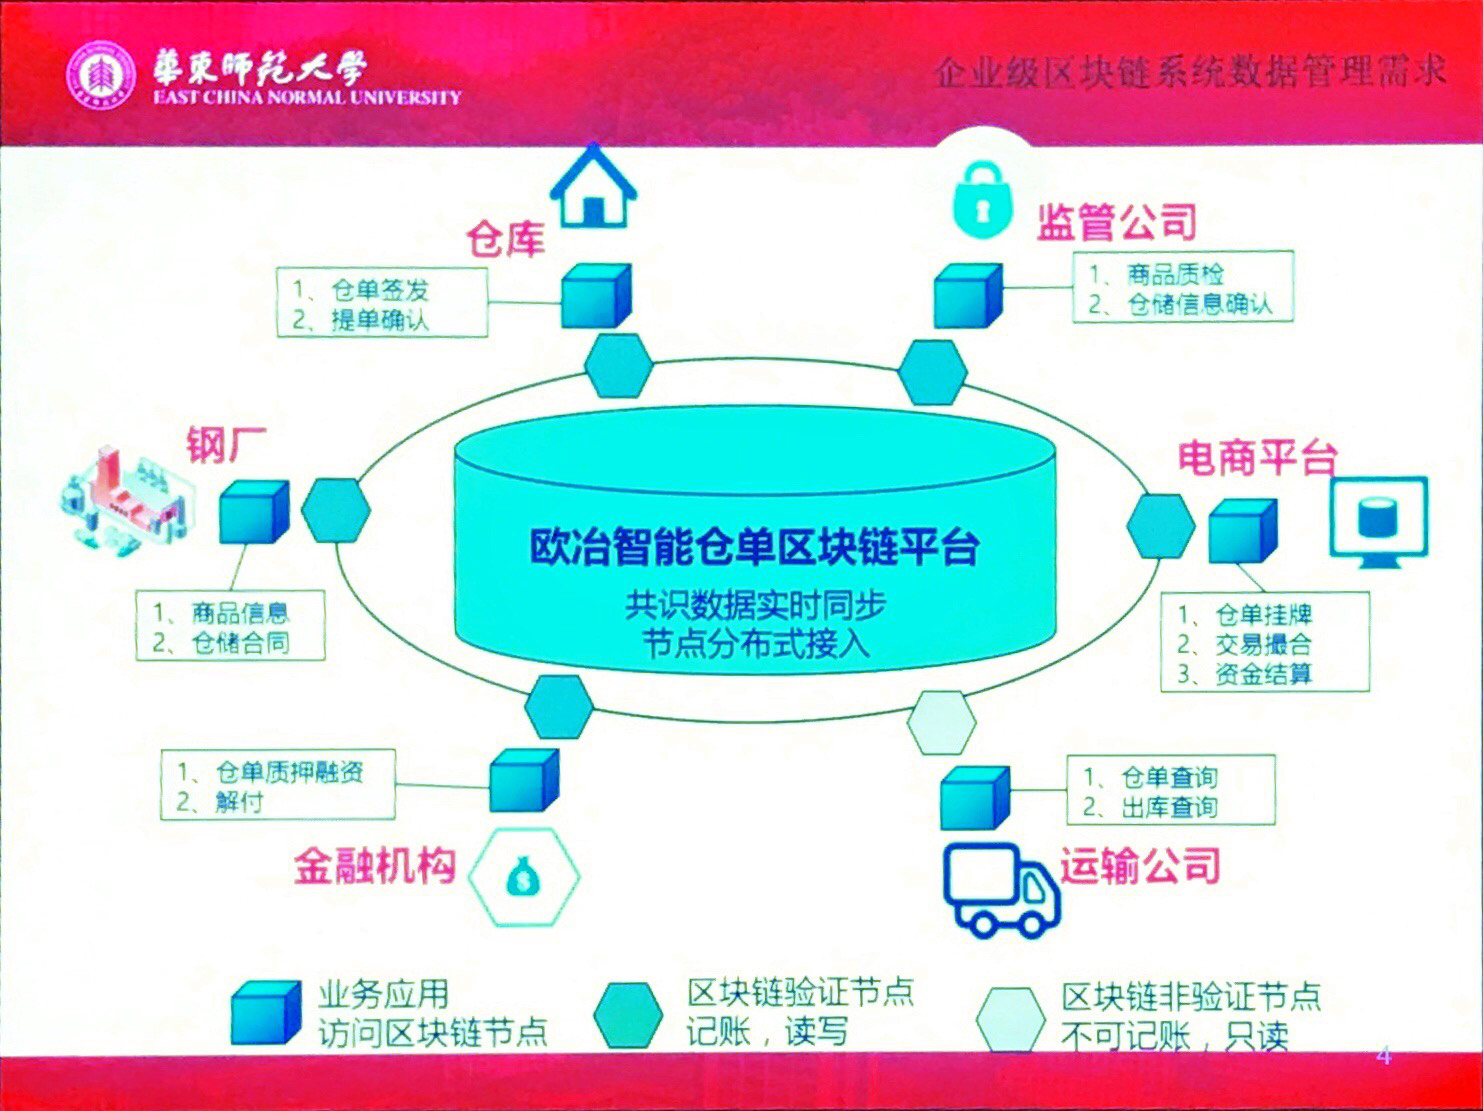 華東師範大學
EAST CHINA NORMAL UNIVERSITY
企业级区块链系统数据管理需求
仓库
1、仓单签发
2、提单确认
监管公司
1、商品质检
2、仓储信息确认
钢厂
1、商品信息
2、仓储合同
电商平台
1、仓单挂牌
2、交易撮合
3、资金结算
欧冶智能仓单区块链平台
共识数据实时同步
节点分布式接入
1、仓单质押融资
2、解付
金融机构
$
1、仓单查询
2、出库查询
运输公司
业务应用
访问区块链节点
区块链验证节点
记账，读写
区块链非验证节点
不可记账，只读
4